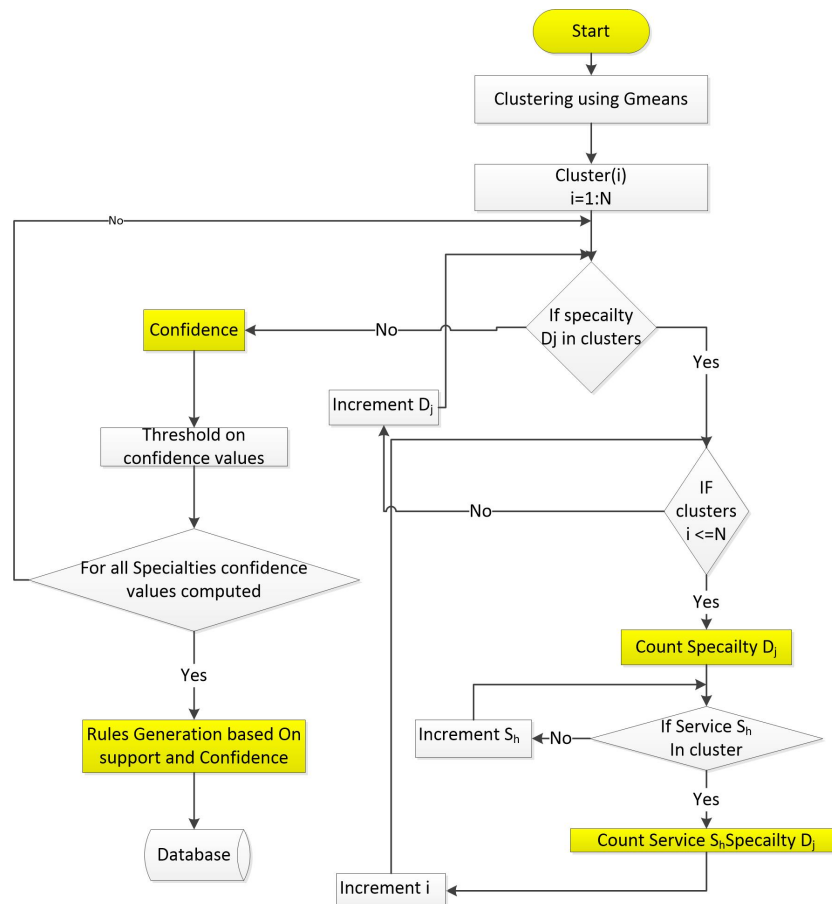 Start
Clustering using Gmeans
Cluster(i)
i=1:N
No
If specailty
Dj in clusters
No
Confidence
Yes
Increment Dj
Threshold on
confidence values
IF
clusters
i <=N
No
For all Specialties confidence
values computed
Yes
Count Specailty Dj
Yes
If Service Sh
In cluster
No
Increment Sh
Rules Generation based On
support and Confidence
Yes
Count Service ShSpecailty Dj
Database
Increment i